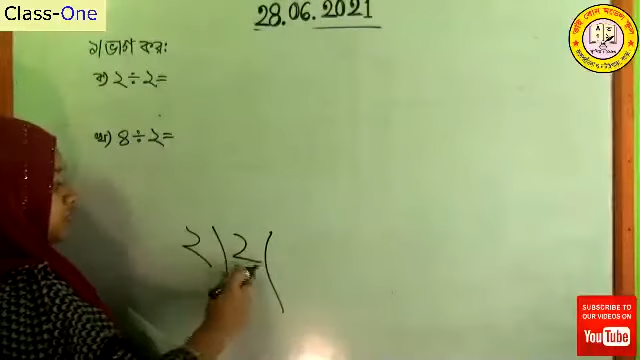 Class-One
28.06.2021
১/ ভাগ কর:
ক) ২ ÷ ২ =
খ) ৪ ÷ ২ =
২ ) ২ (
SUBSCRIBE TO OUR
VIDEOS ON
YouTube